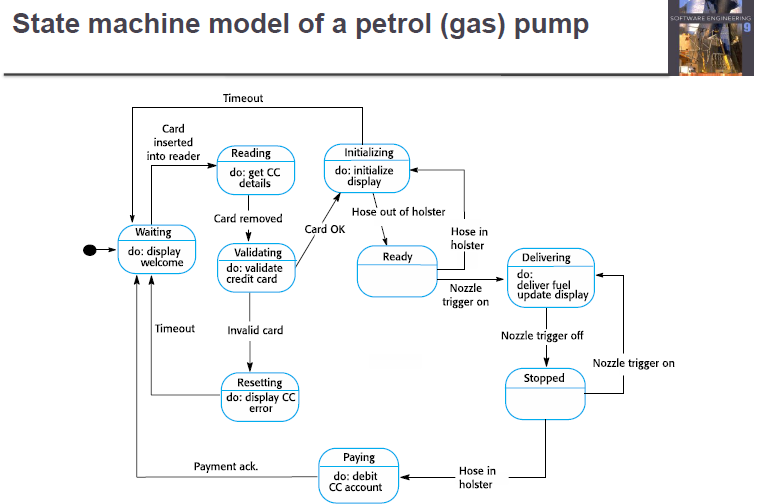 State machine model of a petrol (gas) pump
SOFTWARE ENGINEERING
9
Timeout
Card
inserted
into reader
Reading
do: get CC
details
Initializing
do: initialize
display
Card removed
Card OK
Hose out of holster
Hose in
holster
Waiting
do: display
welcome
Validating
do: validate
credit card
Ready
Delivering
do:
deliver fuel
update display
Nozzle
trigger on
Timeout
Invalid card
Nozzle trigger off
Nozzle trigger on
Resetting
do: display CC
error
Stopped
Payment ack.
Paying
do: debit
CC account
Hose in
holster